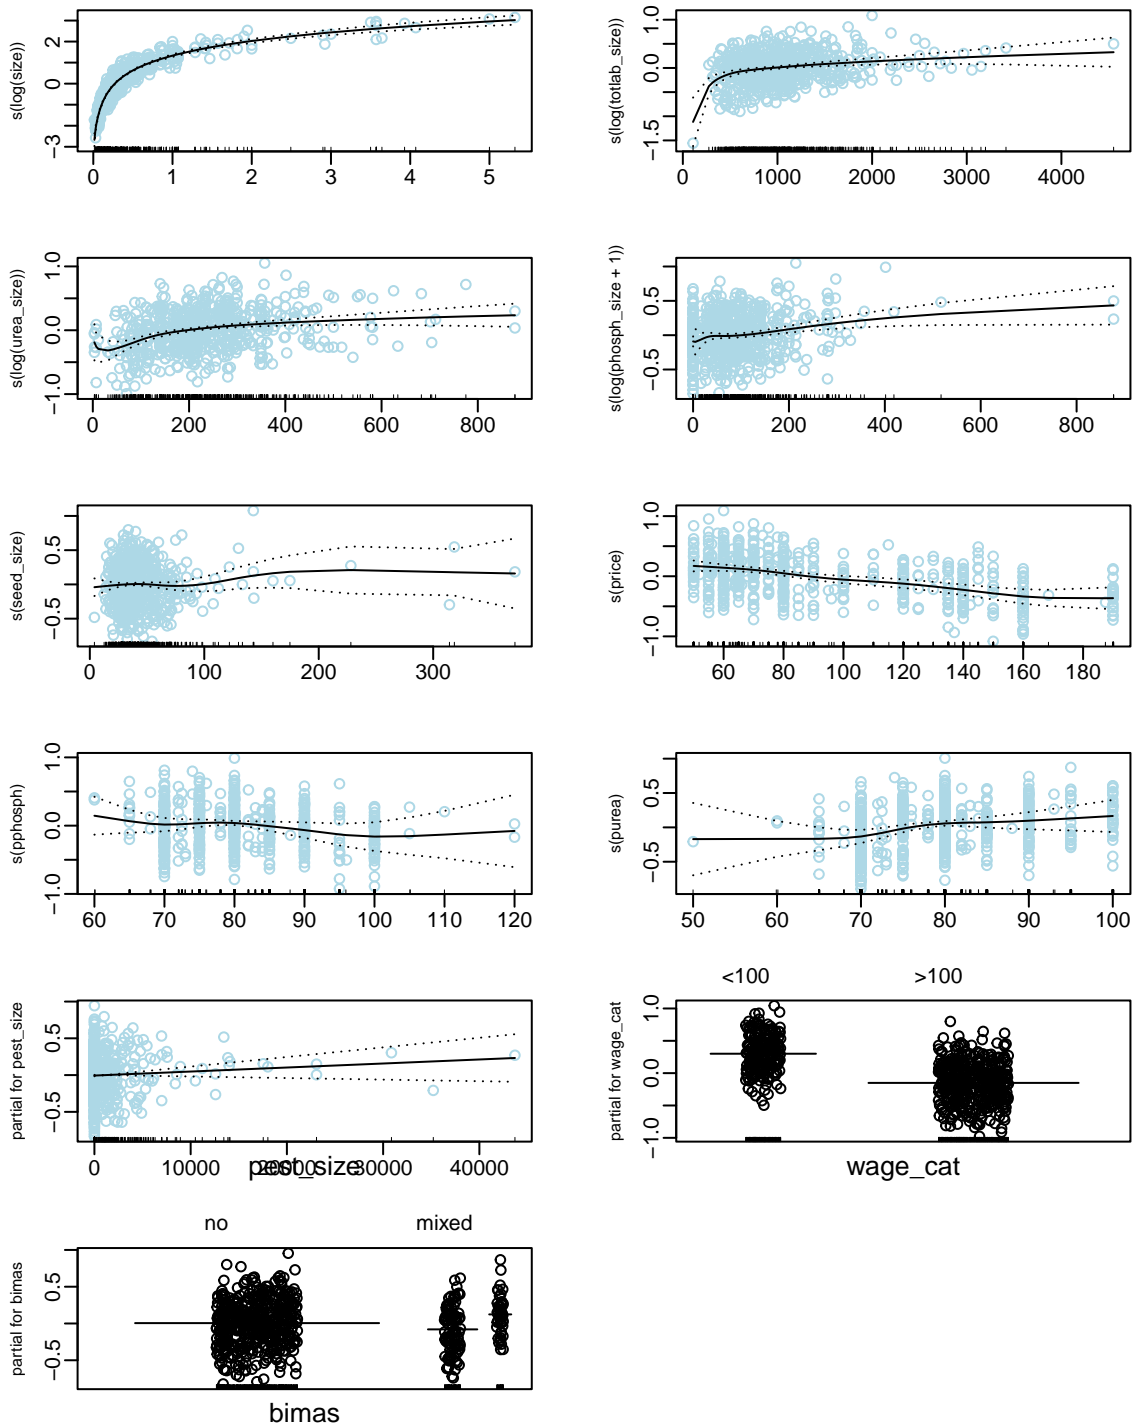 s(log(size))
2
0
−3
0 1 2 3 4 5
s(log(totlab_size))
1.0
0.0
−1.5
0 1000 2000 3000 4000
s(log(urea_size))
1.0
0.0
−1.0
0 200 400 600 800
s(log(phosph_size + 1))
0.5
−0.5
0 200 400 600 800
s(seed_size)
0.5
−0.5
0 100 200 300
s(price)
1.0
0.0
−1.0
60 80 100 120 140 160 180
s(pphosph)
1.0
0.0
−1.0
60 70 80 90 100 110 120
s(purea)
0.5
−0.5
50 60 70 80 90 100
partial for pest_size
0.5
−0.5
0 10000 20000 30000 40000
pest_size
<100 >100
partial for wage_cat
1.0
0.0
−1.0
wage_cat
no mixed
partial for bimas
0.5
−0.5
bimas